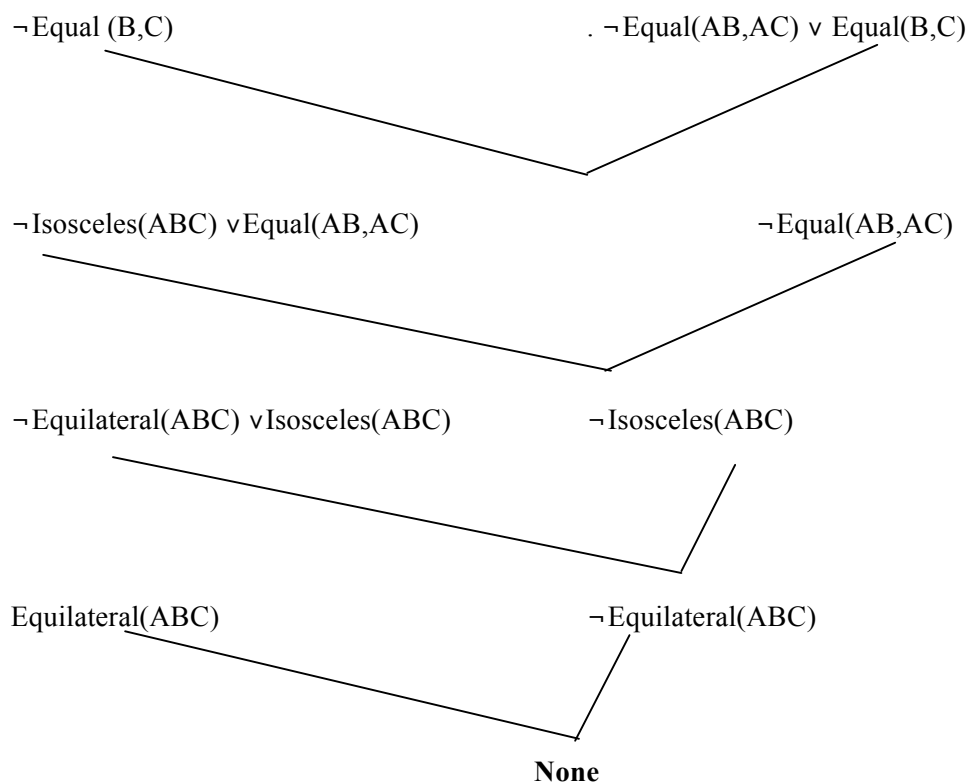 ¬Equal (B,C) . ¬Equal(AB,AC) ˅ Equal(B,C)
¬Isosceles(ABC) ˅Equal(AB,AC) ¬Equal(AB,AC)
¬Equilateral(ABC) ˅Isosceles(ABC) ¬Isosceles(ABC)
Equilateral(ABC) ¬Equilateral(ABC)
None